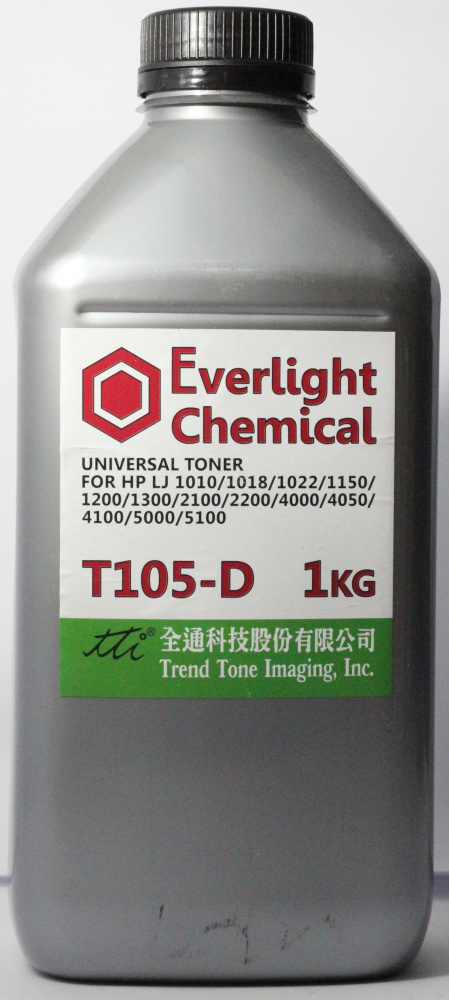 Everlight
Chemical
UNIVERSAL TONER
FOR HP LJ 1010/1018/1022/1150/
1200/1300/2100/2200/4000/4050/
4100/5000/5100
T105-D 1KG
tti® 全通科技股份有限公司
Trend Tone Imaging, Inc.